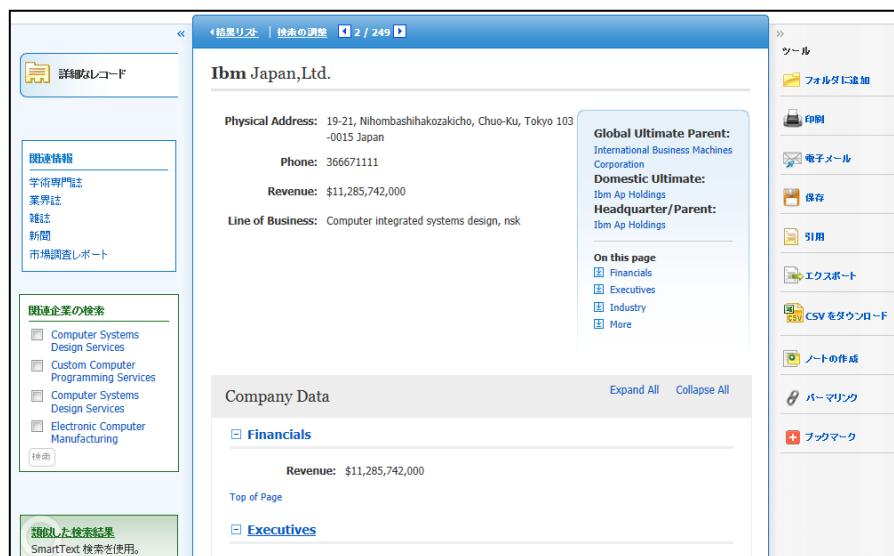 «
詳細なレコード
関連情報
学術専門誌
業界誌
雑誌
新聞
市場調査レポート
関連企業の検索
Computer Systems
Design Services
Custom Computer
Programming Services
Computer Systems
Design Services
Electronic Computer
Manufacturing
検索
類似した検索結果
SmartText 検索を使用。
結果リスト | 検索の調整 2 / 249
Ibm Japan,Ltd.
Physical Address: 19-21, Nihombashihakozakicho, Chuo-Ku, Tokyo 103
-0015 Japan
Phone: 366671111
Revenue: $11,285,742,000
Line of Business: Computer integrated systems design, nsk
Global Ultimate Parent:
International Business Machines
Corporation
Domestic Ultimate:
Ibm Ap Holdings
Headquarter/Parent:
Ibm Ap Holdings
On this page
Financials
Executives
Industry
More
Company Data Expand All Collapse All
Financials
Revenue: $11,285,742,000
Top of Page
Executives
»
ツール
フォルダに追加
印刷
電子メール
保存
引用
エクスポート
CSV をダウンロード
ノートの作成
パーマリンク
ブックマーク